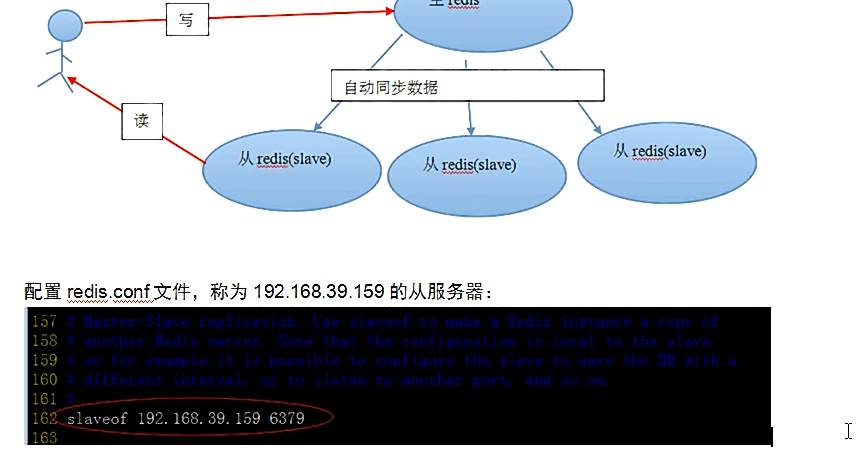 写
主redis
自动同步数据
读
从 redis(slave)
从 redis(slave)
从 redis(slave)
配置 redis.conf 文件，称为 192.168.39.159 的从服务器：
157 # Master-Slave replication. Use slaveof to make a Redis instance a copy of
158 # another Redis server. Note that the configuration is local to the slave
159 # so for example it is possible to configure the slave to save the DB with a
160 # different interval, or to listen to another port, and so on.
161 #
162 slaveof 192.168.39.159 6379
163